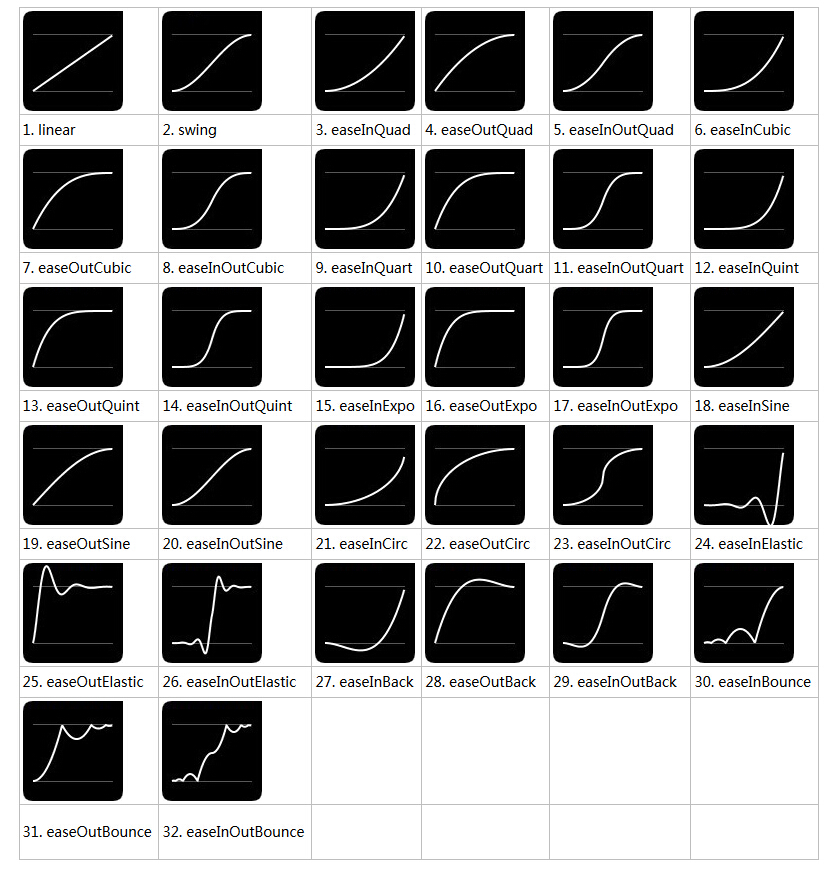 1. linear
2. swing
3. easeInQuad
4. easeOutQuad
5. easeInOutQuad
6. easeInCubic
7. easeOutCubic
8. easeInOutCubic
9. easeInQuart
10. easeOutQuart
11. easeInOutQuart
12. easeInQuint
13. easeOutQuint
14. easeInOutQuint
15. easeInExpo
16. easeOutExpo
17. easeInOutExpo
18. easeInSine
19. easeOutSine
20. easeInOutSine
21. easeInCirc
22. easeOutCirc
23. easeInOutCirc
24. easeInElastic
25. easeOutElastic
26. easeInOutElastic
27. easeInBack
28. easeOutBack
29. easeInOutBack
30. easeInBounce
31. easeOutBounce
32. easeInOutBounce